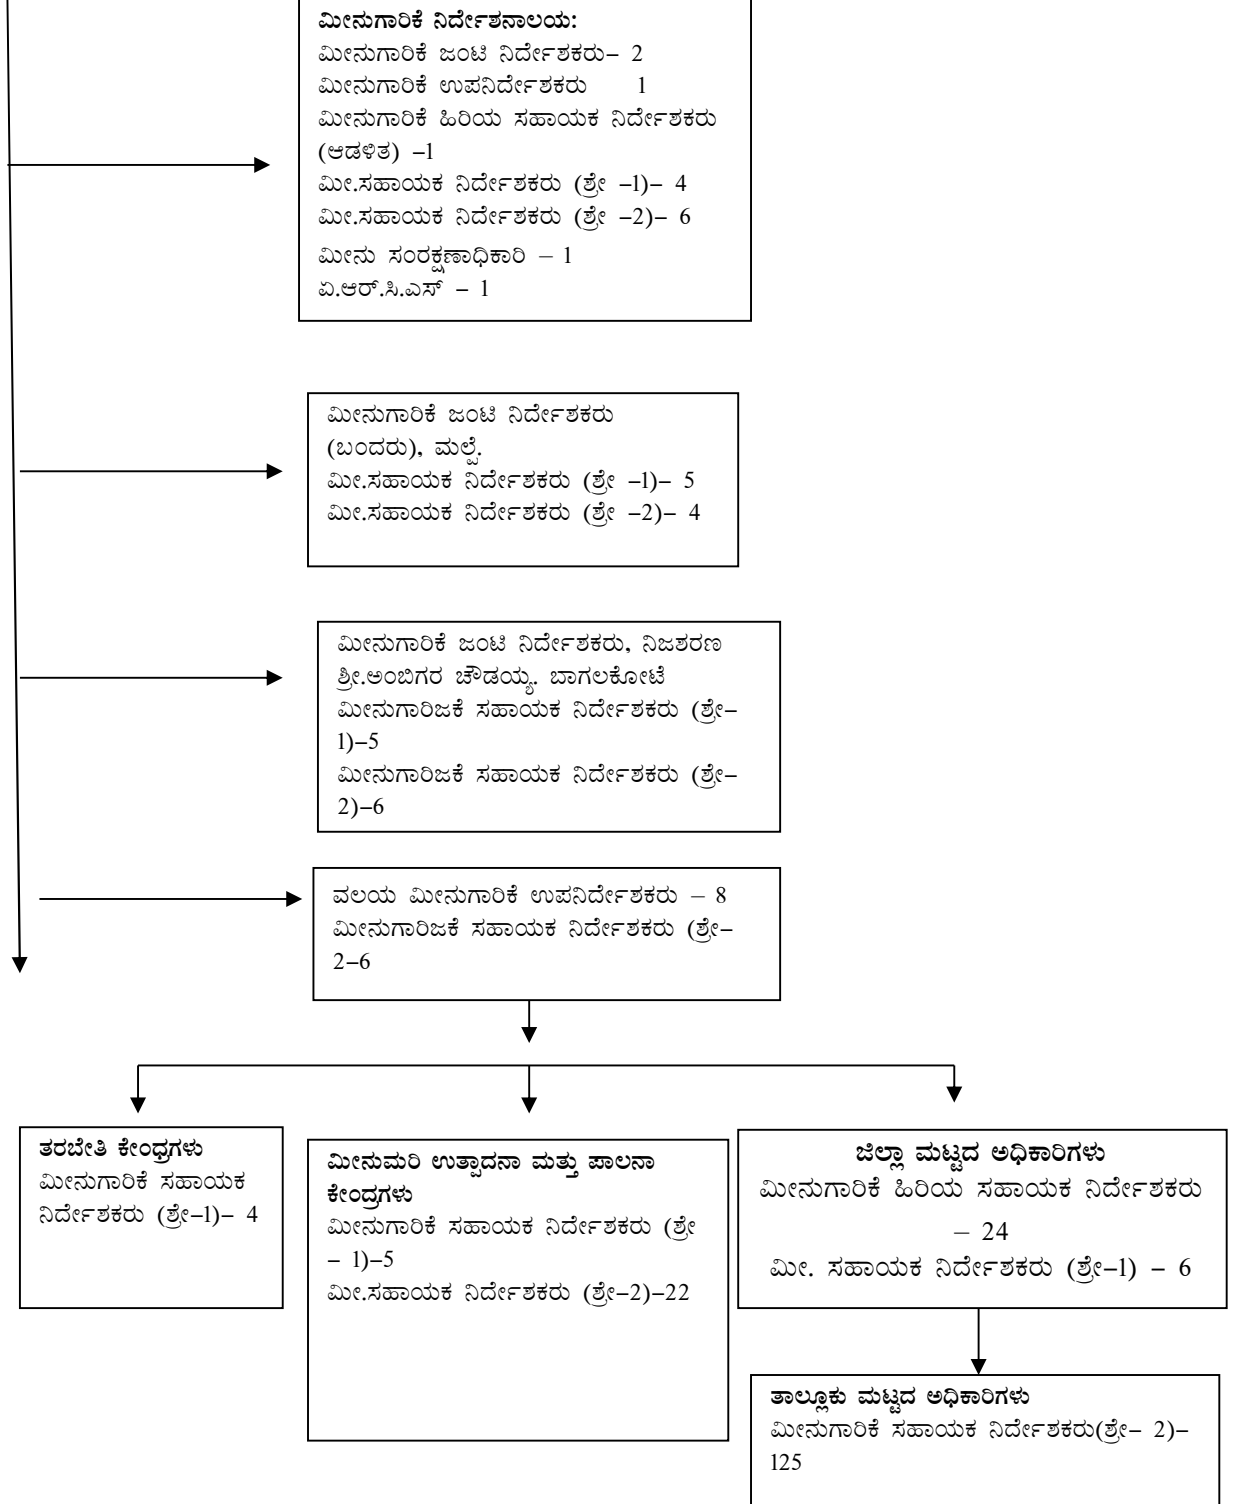 ಮೀನುಗಾರಿಕೆ ನಿರ್ದೇಶನಾಲಯ:
ಮೀನುಗಾರಿಕೆ ಜಂಟಿ ನಿರ್ದೇಶಕರು– 2
ಮೀನುಗಾರಿಕೆ ಉಪನಿರ್ದೇಶಕರು 1
ಮೀನುಗಾರಿಕೆ ಹಿರಿಯ ಸಹಾಯಕ ನಿರ್ದೇಶಕರು
(ಆಡಳಿತ) –1
ಮೀ.ಸಹಾಯಕ ನಿರ್ದೇಶಕರು (ಶ್ರೇ –1)– 4
ಮೀ.ಸಹಾಯಕ ನಿರ್ದೇಶಕರು (ಶ್ರೇ –2)– 6
ಮೀನು ಸಂರಕ್ಷಣಾಧಿಕಾರಿ – 1
ಏ.ಆರ್.ಸಿ.ಎಸ್ – 1
ಮೀನುಗಾರಿಕೆ ಜಂಟಿ ನಿರ್ದೇಶಕರು
(ಬಂದರು), ಮಲ್ಪೆ.
ಮೀ.ಸಹಾಯಕ ನಿರ್ದೇಶಕರು (ಶ್ರೇ –1)– 5
ಮೀ.ಸಹಾಯಕ ನಿರ್ದೇಶಕರು (ಶ್ರೇ –2)– 4
ಮೀನುಗಾರಿಕೆ ಜಂಟಿ ನಿರ್ದೇಶಕರು, ನಿಜಶರಣ
ಶ್ರೀ.ಅಂಬಿಗರ ಚೌಡಯ್ಯ. ಬಾಗಲಕೋಟೆ
ಮೀನುಗಾರಿಜಕೆ ಸಹಾಯಕ ನಿರ್ದೇಶಕರು (ಶ್ರೇ–
1)–5
ಮೀನುಗಾರಿಜಕೆ ಸಹಾಯಕ ನಿರ್ದೇಶಕರು (ಶ್ರೇ–
2)–6
ವಲಯ ಮೀನುಗಾರಿಕೆ ಉಪನಿರ್ದೇಶಕರು – 8
ಮೀನುಗಾರಿಜಕೆ ಸಹಾಯಕ ನಿರ್ದೇಶಕರು (ಶ್ರೇ–
2–6
ತರಬೇತಿ ಕೇಂಧ್ರಗಳು
ಮೀನುಗಾರಿಕೆ ಸಹಾಯಕ
ನಿರ್ದೇಶಕರು (ಶ್ರೇ–1)– 4
ಮೀನುಮರಿ ಉತ್ಪಾದನಾ ಮತ್ತು ಪಾಲನಾ
ಕೇಂದ್ರಗಳು
ಮೀನುಗಾರಿಕೆ ಸಹಾಯಕ ನಿರ್ದೇಶಕರು (ಶ್ರೇ
– 1)–5
ಮೀ.ಸಹಾಯಕ ನಿರ್ದೇಶಕರು (ಶ್ರೇ–2)–22
ಜಿಲ್ಲಾ ಮಟ್ಟದ ಅಧಿಕಾರಿಗಳು
ಮೀನುಗಾರಿಕೆ ಹಿರಿಯ ಸಹಾಯಕ ನಿರ್ದೇಶಕರು
– 24
ಮೀ. ಸಹಾಯಕ ನಿರ್ದೇಶಕರು (ಶ್ರೇ–1) – 6
ತಾಲ್ಲೂಕು ಮಟ್ಟದ ಅಧಿಕಾರಿಗಳು
ಮೀನುಗಾರಿಕೆ ಸಹಾಯಕ ನಿರ್ದೇಶಕರು(ಶ್ರೇ– 2)–
125